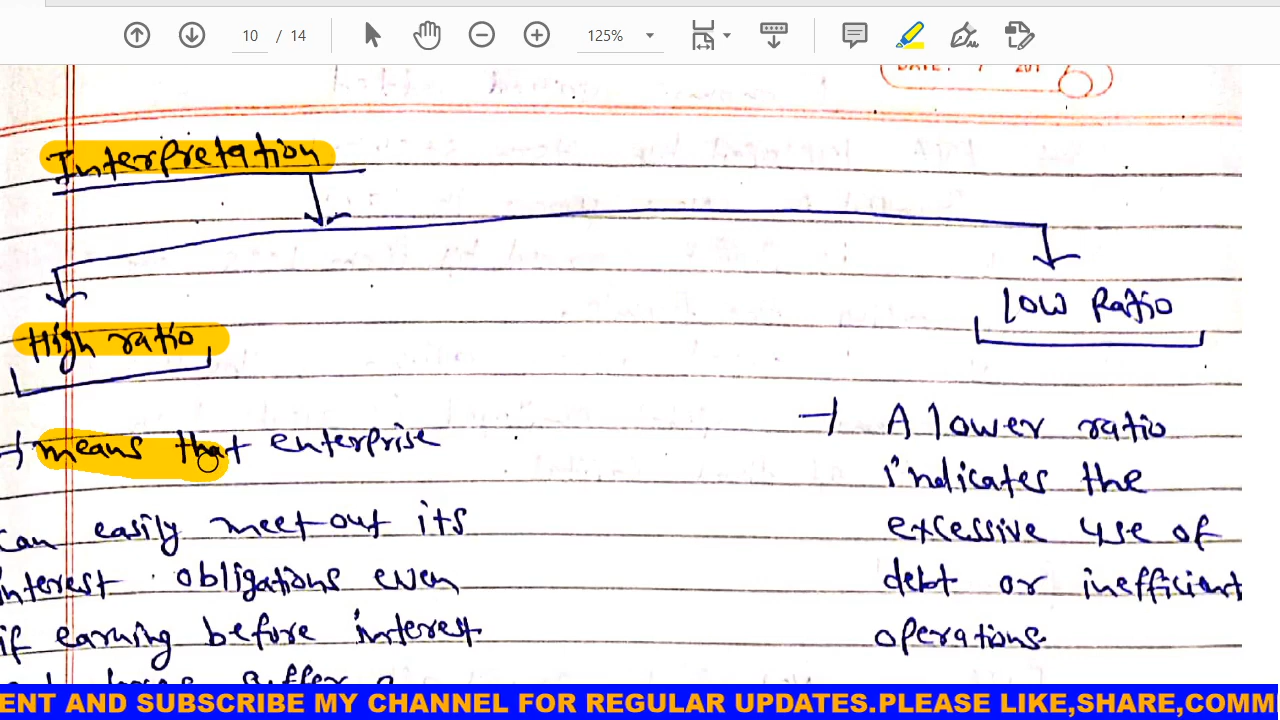 10 / 14
125%
Interpretation
High ratio
Low Ratio
means that enterprise
can easily meet out its
interest obligations even
if earning before interest
A lower ratio
indicates the
excessive use of
debt or inefficient
operations.
ENT AND SUBSCRIBE MY CHANNEL FOR REGULAR UPDATES.PLEASE LIKE,SHARE,COMM